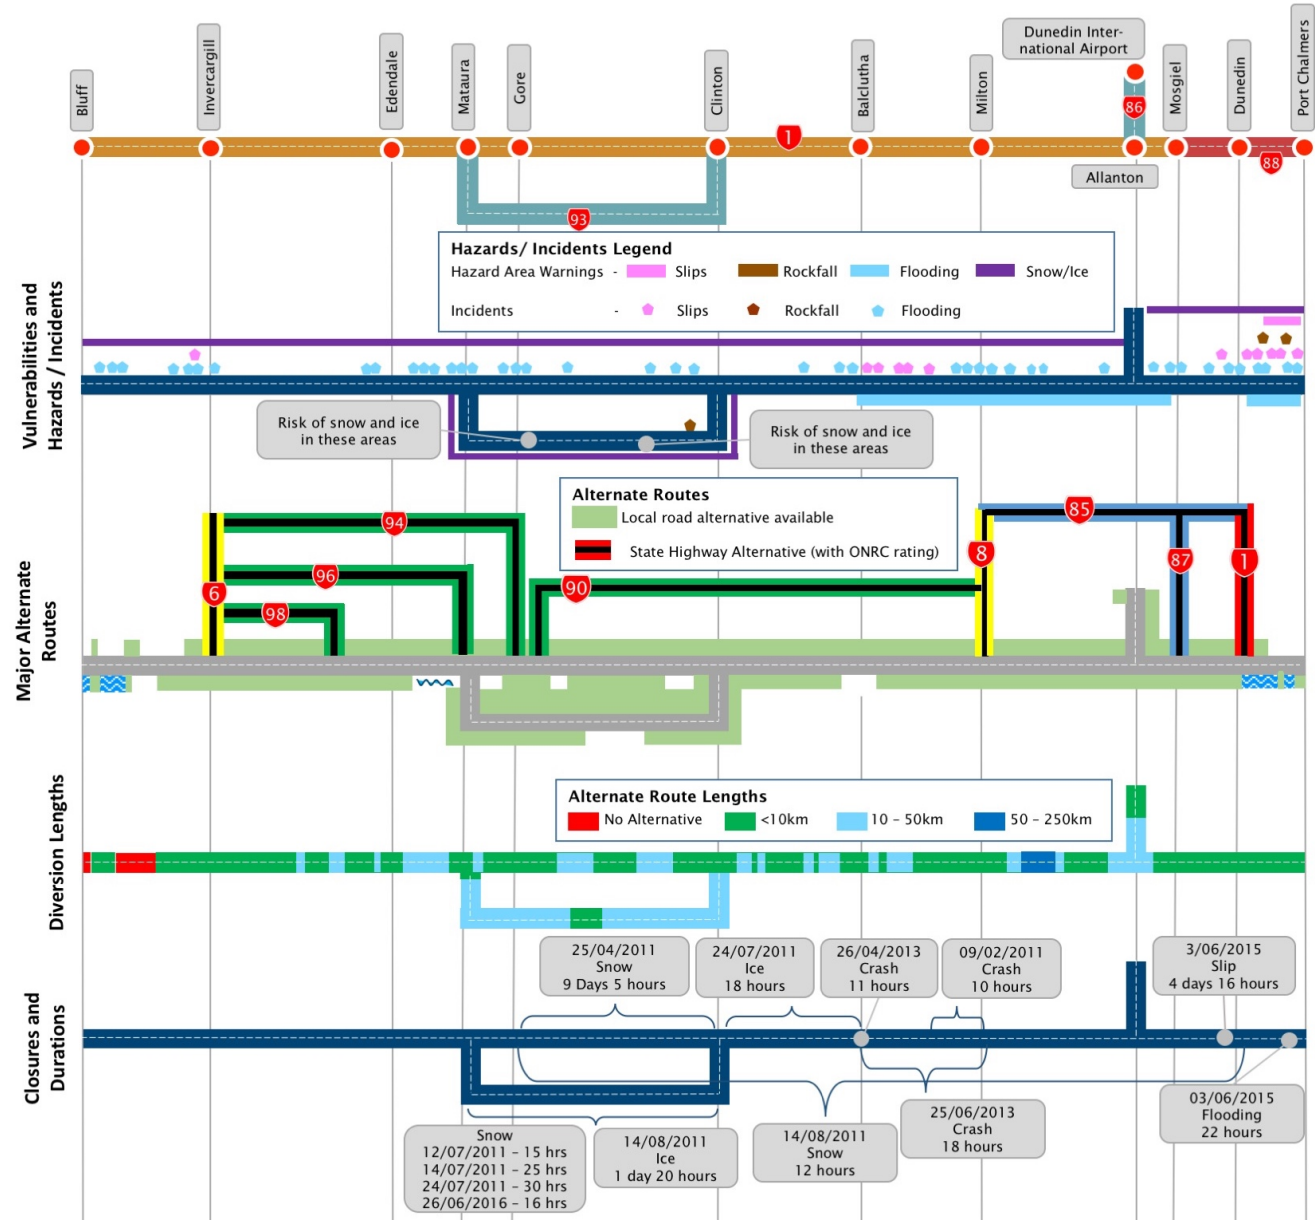 Bluff
Invercargill
Edendale
Mataura
Gore
Clinton
Balclutha
Milton
Dunedin Inter-
national Airport
Mosgiel
Dunedin
Port Chalmers
86
1
88
Allanton
93
Vulnerabilities and
Hazards / Incidents
Hazards/ Incidents Legend
Hazard Area Warnings - Slips Rockfall Flooding Snow/Ice
Incidents - Slips Rockfall Flooding
Risk of snow and ice
in these areas
Risk of snow and ice
in these areas
Major Alternate
Routes
Alternate Routes
Local road alternative available
State Highway Alternative (with ONRC rating)
94
96
6
98
90
8
85
87
1
Diversion Lengths
Alternate Route Lengths
No Alternative <10km 10 – 50km 50 – 250km
Closures and
Durations
25/04/2011
Snow
9 Days 5 hours
24/07/2011
Ice
18 hours
26/04/2013
Crash
11 hours
09/02/2011
Crash
10 hours
3/06/2015
Slip
4 days 16 hours
Snow
12/07/2011 – 15 hrs
14/07/2011 – 25 hrs
24/07/2011 – 30 hrs
26/06/2016 – 16 hrs
14/08/2011
Ice
1 day 20 hours
14/08/2011
Snow
12 hours
25/06/2013
Crash
18 hours
03/06/2015
Flooding
22 hours